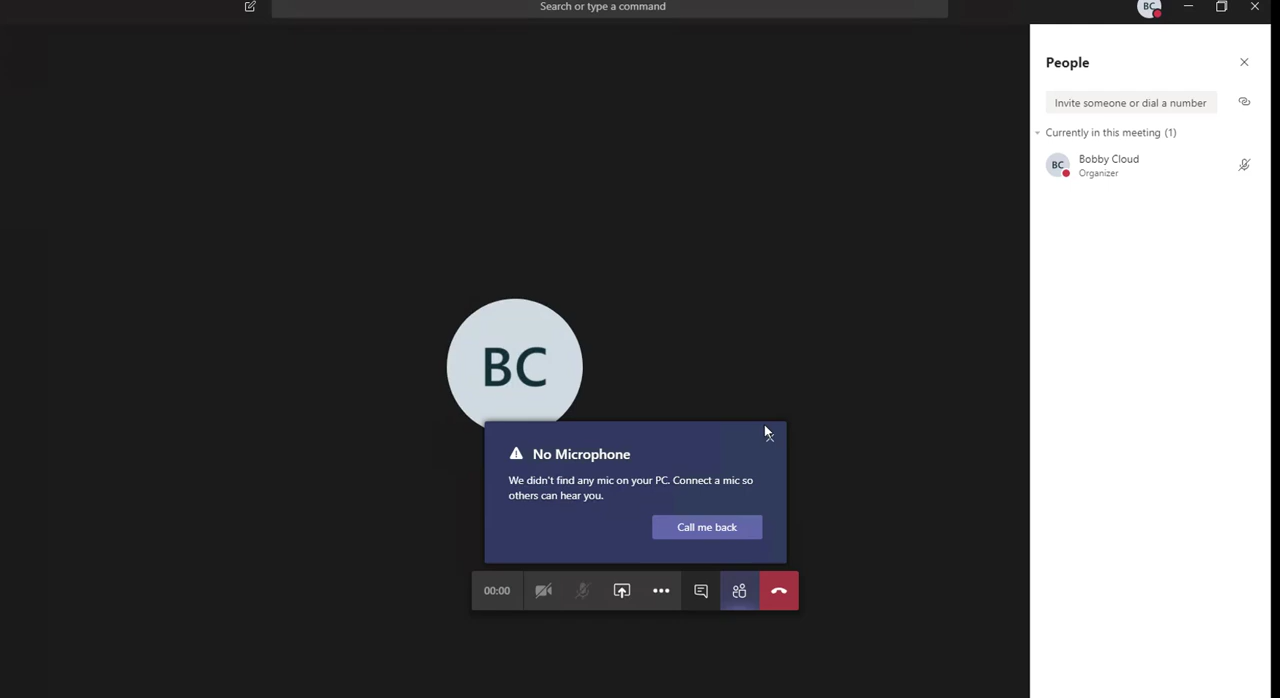 Search or type a command
BC
People
Invite someone or dial a number
Currently in this meeting (1)
BC
Bobby Cloud
Organizer
BC
No Microphone
We didn't find any mic on your PC. Connect a mic so
others can hear you.
Call me back
00:00